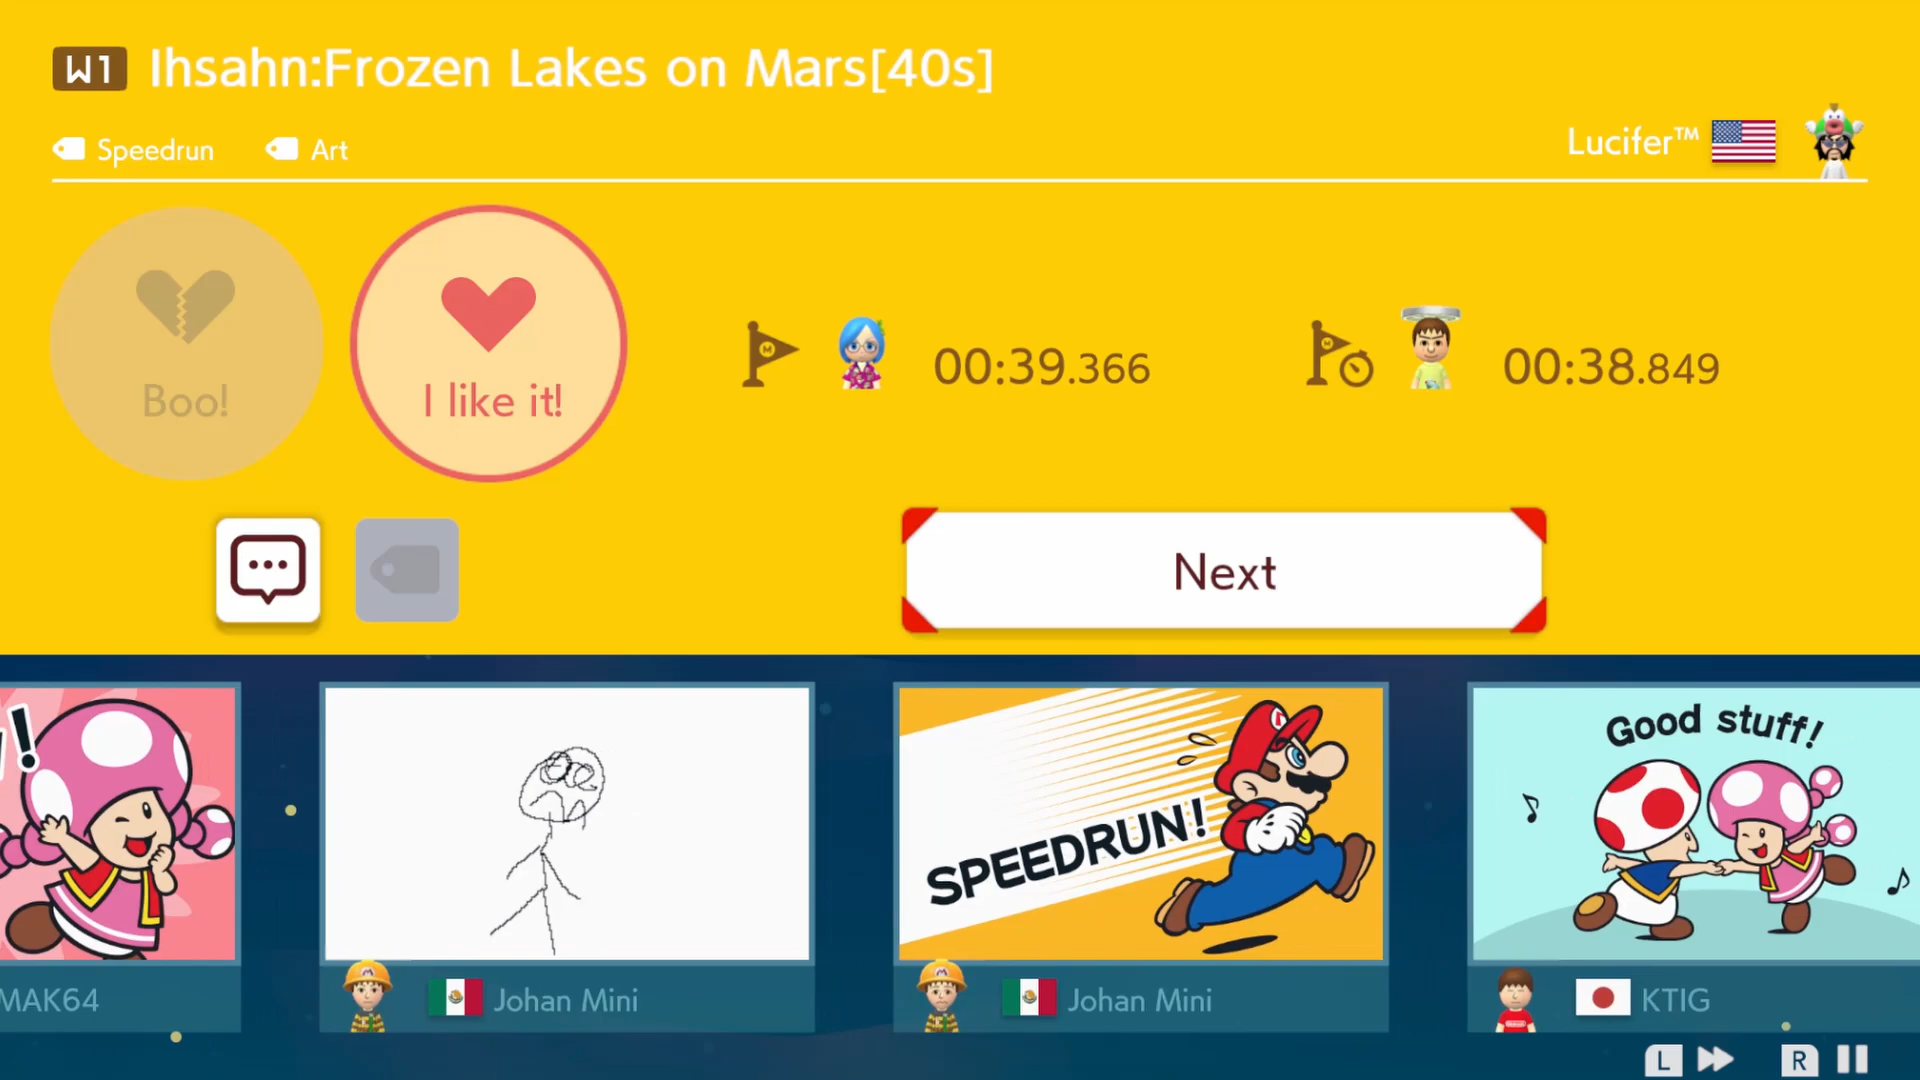 W1 Ihsahn:Frozen Lakes on Mars[40s]
Speedrun Art
Lucifer™
Boo!
I like it!
M
00:39.366
M
00:38.849
Next
!
SPEEDRUN!
Good stuff!
MAK64
Johan Mini
Johan Mini
KTIG
L R